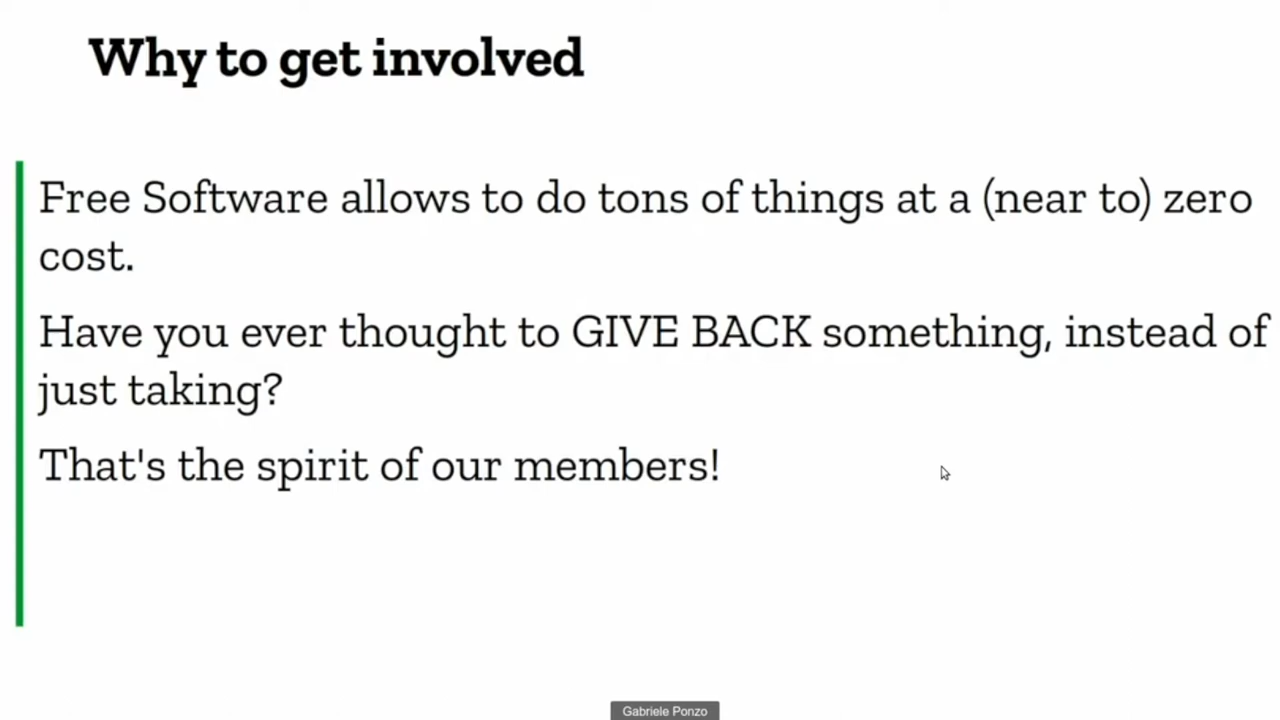 Why to get involved
Free Software allows to do tons of things at a (near to) zero
cost.
Have you ever thought to GIVE BACK something, instead of
just taking?
That's the spirit of our members!
Gabriele Ponzo